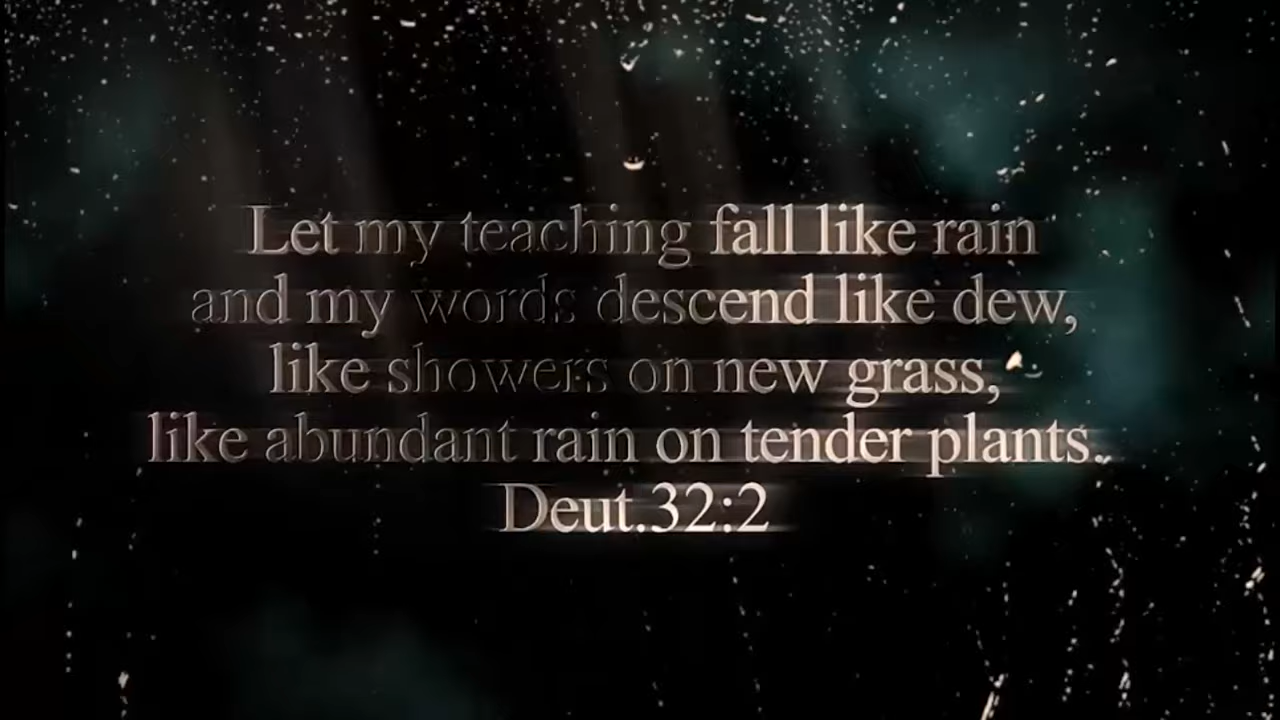 Let my teaching fall like rain
and my words descend like dew,
like showers on new grass,
like abundant rain on tender plants.
Deut.32:2